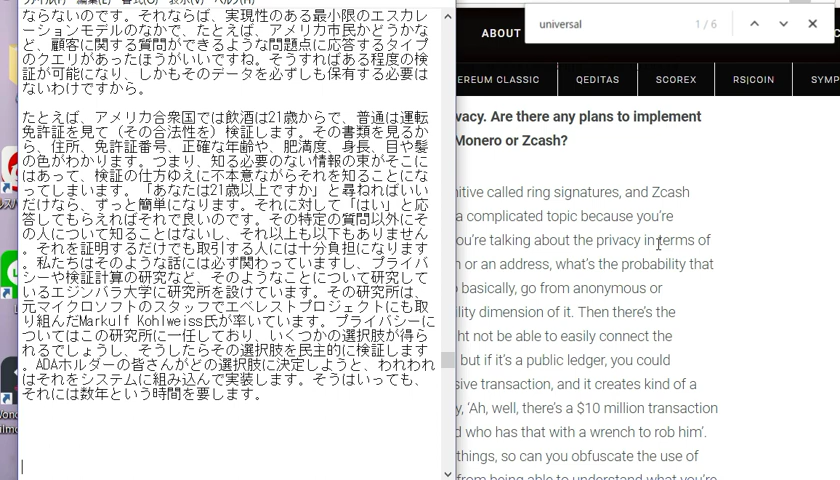 ならないのです。それならば、実現性のある最小限のエスカレ
ーションモデルのなかで、たとえば、アメリカ市民かどうかな
ど、顧客に関する質問ができるような問題点に応答するタイプ
のクエリがあったほうがいいですね。そうすればある程度の検
証が可能になり、しかもそのデータを必ずしも保有する必要は
ないわけですから。
たとえば、アメリカ合衆国では飲酒は21歳からで、普通は運転
免許証を見て（その合法性を）検証します。その書類を見るか
ら、住所、免許証番号、正確な年齢や、肥満度、身長、目や髪
の色がわかります。つまり、知る必要のない情報の束がそこに
はあって、検証の仕方ゆえに不本意ながらそれを知ることにな
ってしまいます。「あなたは21歳以上ですか」と尋ねればいい
だけなら、ずっと簡単になります。それに対して「はい」と応
答してもらえればそれで良いのです。その特定の質問以外にそ
の人について知ることはないし、それ以上も以下もありません
。それを証明するだけでも取引する人には十分負担になります
。私たちはそのような話には必ず関わっていますし、プライバ
シーや検証計算の研究など、そのようなことについて研究して
いるエジンバラ大学に研究所を設けています。その研究所は、
元マイクロソフトのスタッフでエベレストプロジェクトにも取
り組んだMarkulf Kohlweiss氏が率いています。プライバシーに
ついてはこの研究所に一任しており、いくつかの選択肢が得ら
れるでしょうし、そうしたらその選択肢を民主的に検証します
。ADAホルダーの皆さんがどの選択肢に決定しようと、われわれ
はそれをシステムに組み込んで実装します。そうはいっても、
それには数年という時間を要します。
universal 1/6
ABOUT
EREUM CLASSIC QEDITAS SCOREX RS|COIN SYMP
vacy. Are there any plans to implement
Monero or Zcash?
nitive called ring signatures, and Zcash
a complicated topic because you're
you're talking about the privacy in terms of
n or an address, what's the probability that
basically, go from anonymous or
ility dimension of it. Then there's the
ht not be able to easily connect the
but if it's a public ledger, you could
sive transaction, and it creates kind of a
y, 'Ah, well, there's a $10 million transaction
d who has that with a wrench to rob him'.
things, so can you obfuscate the use of
from being able to understand what you're